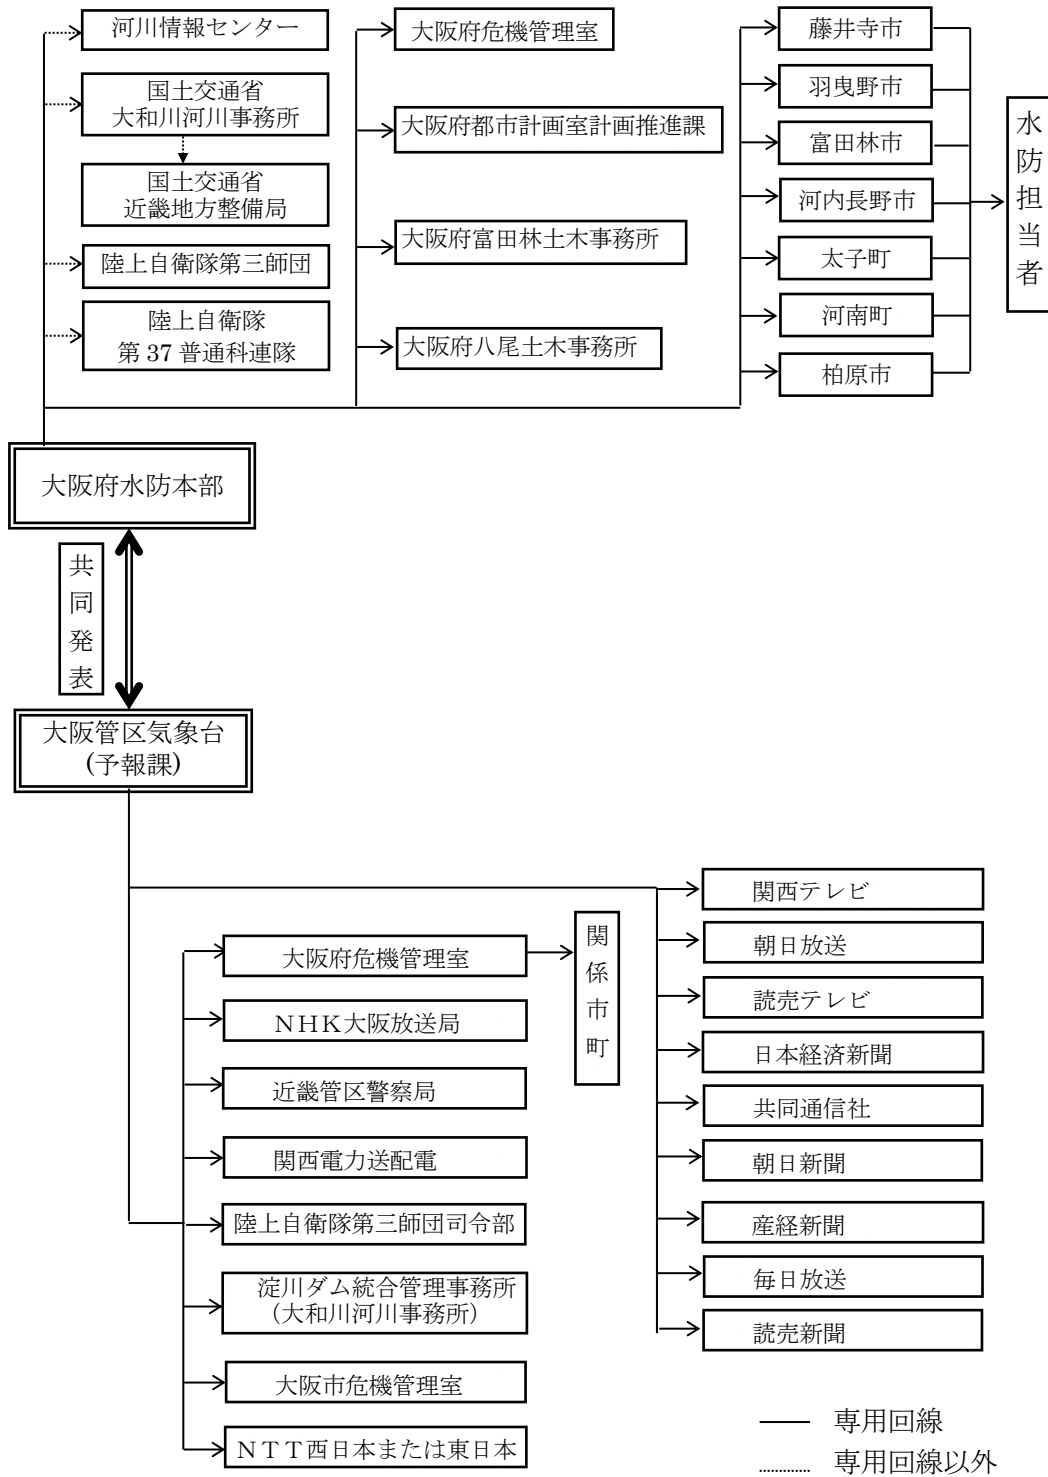 河川情報センター
国土交通省
大和川河川事務所
国土交通省
近畿地方整備局
陸上自衛隊第三師団
陸上自衛隊
第 37 普通科連隊
大阪府危機管理室
大阪府都市計画室計画推進課
大阪府富田林土木事務所
大阪府八尾土木事務所
藤井寺市
羽曳野市
富田林市
河内長野市
太子町
河南町
柏原市
水防担当者
大阪府水防本部
共同発表
大阪管区気象台
(予報課)
大阪府危機管理室
ＮＨＫ大阪放送局
近畿管区警察局
関西電力送配電
陸上自衛隊第三師団司令部
淀川ダム統合管理事務所
（大和川河川事務所）
大阪市危機管理室
ＮＴＴ西日本または東日本
関係市町
関西テレビ
朝日放送
読売テレビ
日本経済新聞
共同通信社
朝日新聞
産経新聞
毎日放送
読売新聞
専用回線
専用回線以外